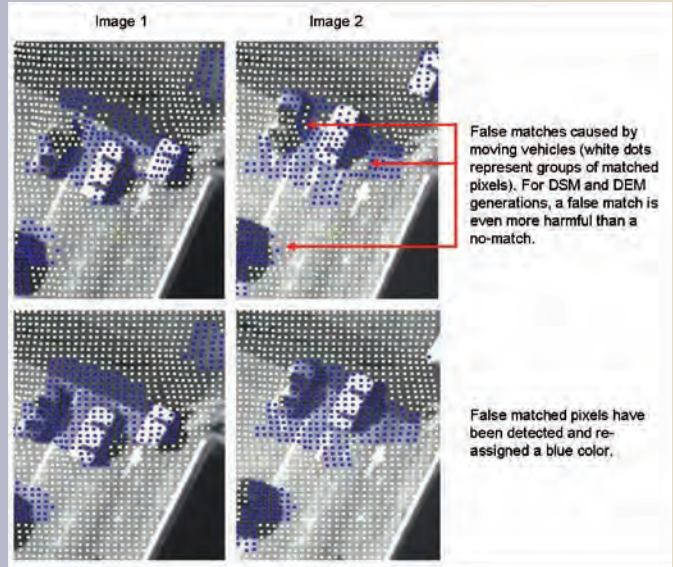 Image 1
Image 2
False matches caused by
moving vehicles (white dots
represent groups of matched
pixels). For DSM and DEM
generations, a false match is
even more harmful than a
no-match.
False matched pixels have
been detected and re-
assigned a blue color.